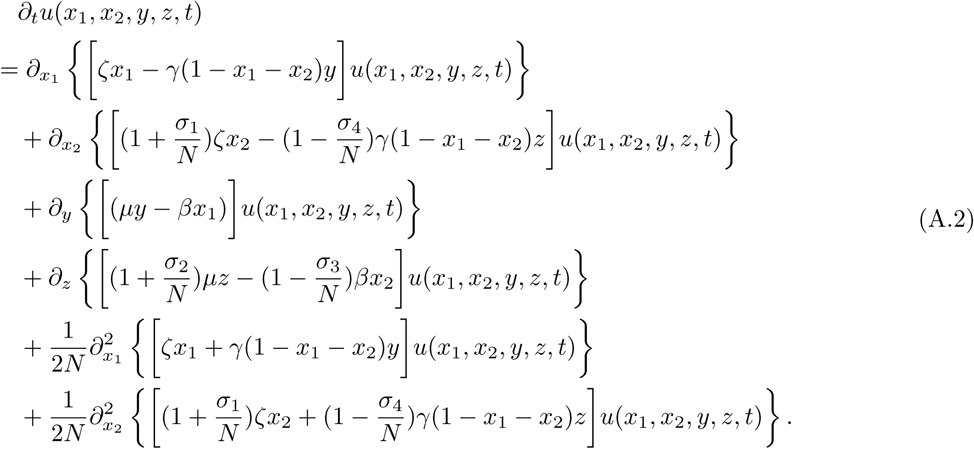 ∂_t u(x_1, x_2, y, z, t)
= ∂_{x_1} { [ ζx_1 − γ(1 − x_1 − x_2)y ] u(x_1, x_2, y, z, t) }
+ ∂_{x_2} { [ (1 + σ_1/N)ζx_2 − (1 − σ_4/N)γ(1 − x_1 − x_2)z ] u(x_1, x_2, y, z, t) }
+ ∂_y { [ (μy − βx_1) ] u(x_1, x_2, y, z, t) }
(A.2)
+ ∂_z { [ (1 + σ_2/N)μz − (1 − σ_3/N)βx_2 ] u(x_1, x_2, y, z, t) }
+ 1/2N ∂^2_{x_1} { [ ζx_1 + γ(1 − x_1 − x_2)y ] u(x_1, x_2, y, z, t) }
+ 1/2N ∂^2_{x_2} { [ (1 + σ_1/N)ζx_2 + (1 − σ_4/N)γ(1 − x_1 − x_2)z ] u(x_1, x_2, y, z, t) } .